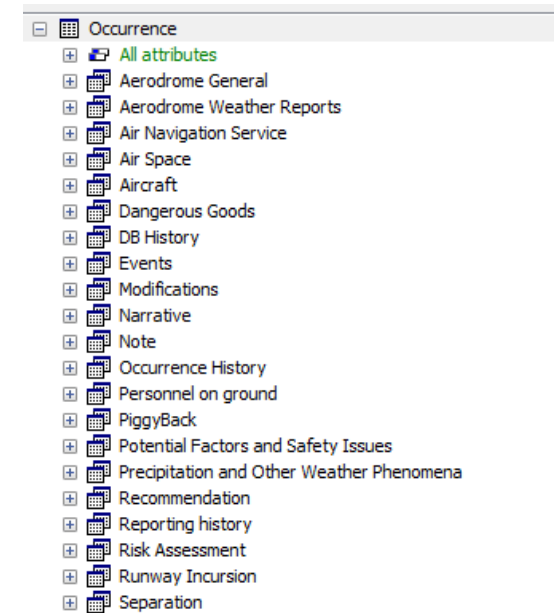 Occurrence
All attributes
Aerodrome General
Aerodrome Weather Reports
Air Navigation Service
Air Space
Aircraft
Dangerous Goods
DB History
Events
Modifications
Narrative
Note
Occurrence History
Personnel on ground
PiggyBack
Potential Factors and Safety Issues
Precipitation and Other Weather Phenomena
Recommendation
Reporting history
Risk Assessment
Runway Incursion
Separation